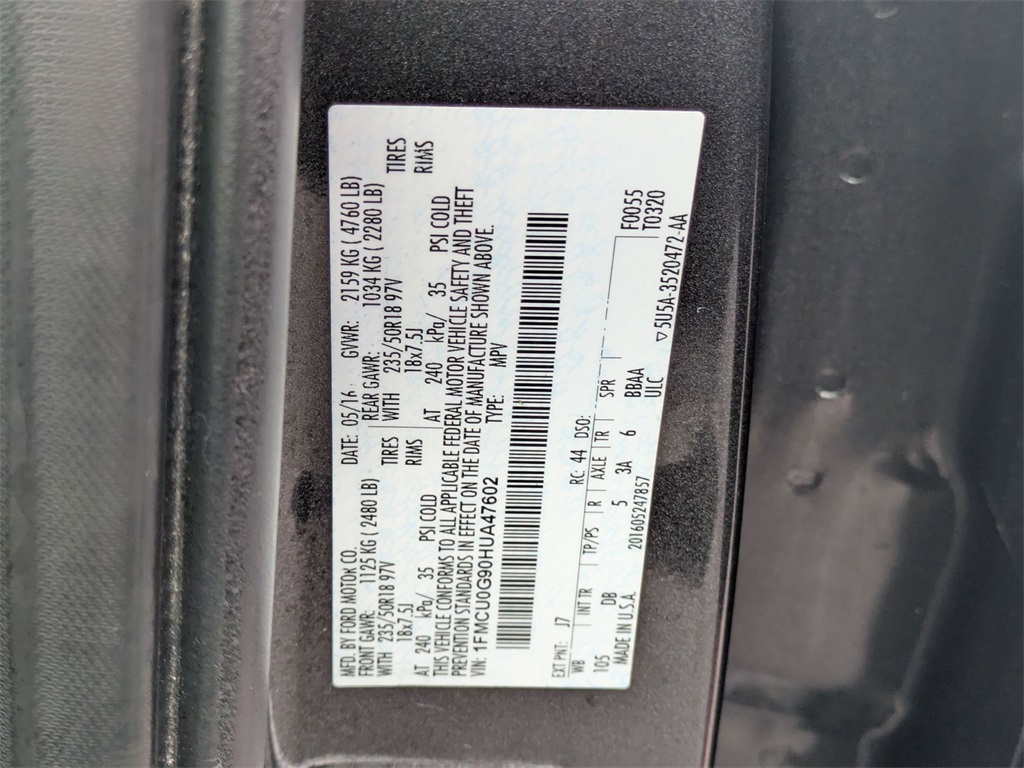 MFD. BY FORD MOTOR CO. DATE: 05/16 GVWR: 2159 KG ( 4760 LB)
FRONT GAWR: 1125 KG ( 2480 LB) REAR GAWR: 1034 KG ( 2280 LB)
WITH 235/50R18 97V TIRES WITH 235/50R18 97V TIRES
18x7.5J RIMS 18x7.5J RIMS
AT 240 kPa/ 35 PSI COLD AT 240 kPa/ 35 PSI COLD
THIS VEHICLE CONFORMS TO ALL APPLICABLE FEDERAL MOTOR VEHICLE SAFETY AND THEFT
PREVENTION STANDARDS IN EFFECT ON THE DATE OF MANUFACTURE SHOWN ABOVE.
VIN: 1FMCU0G90HUA47602 TYPE: MPV
EXT PNT: J7 RC: 44 DSO: F0055
WB INT TR TP/PS R AXLE TR SPR T0320
105 DB 5 3A 6 BBAA
MADE IN U.S.A. 201605247857 ULC ▽5U5A-3520472-AA